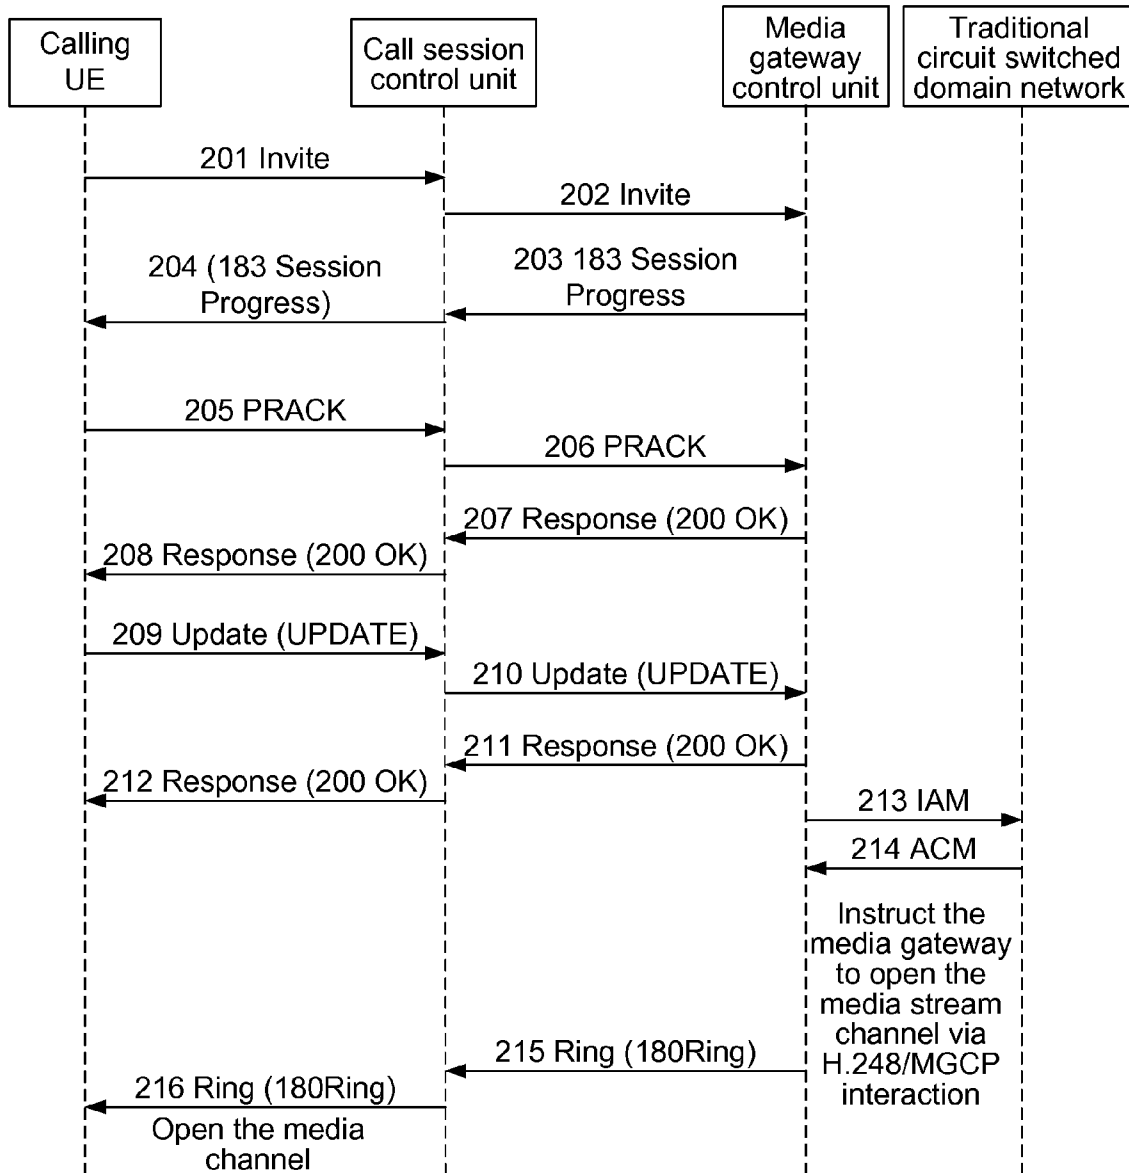 Calling
UE
Call session
control unit
Media
gateway
control unit
Traditional
circuit switched
domain network
201 Invite
202 Invite
203 183 Session
Progress
204 (183 Session
Progress)
205 PRACK
206 PRACK
207 Response (200 OK)
208 Response (200 OK)
209 Update (UPDATE)
210 Update (UPDATE)
211 Response (200 OK)
212 Response (200 OK)
213 IAM
214 ACM
Instruct the
media gateway
to open the
media stream
channel via
H.248/MGCP
interaction
215 Ring (180Ring)
216 Ring (180Ring)
Open the media
channel